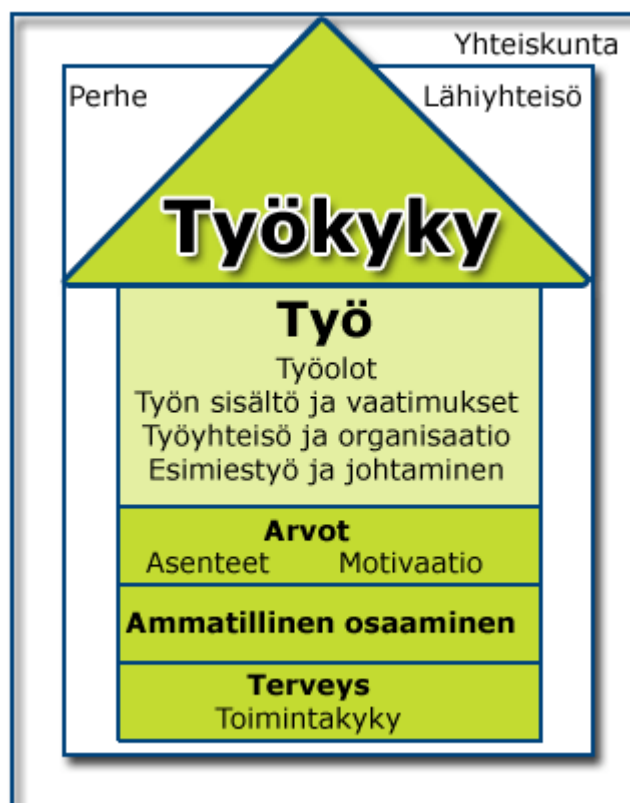 Yhteiskunta
Perhe
Lähiyhteisö
Työkyky
Työ
Työolot
Työn sisältö ja vaatimukset
Työyhteisö ja organisaatio
Esimiestyö ja johtaminen
Arvot
Asenteet Motivaatio
Ammatillinen osaaminen
Terveys
Toimintakyky